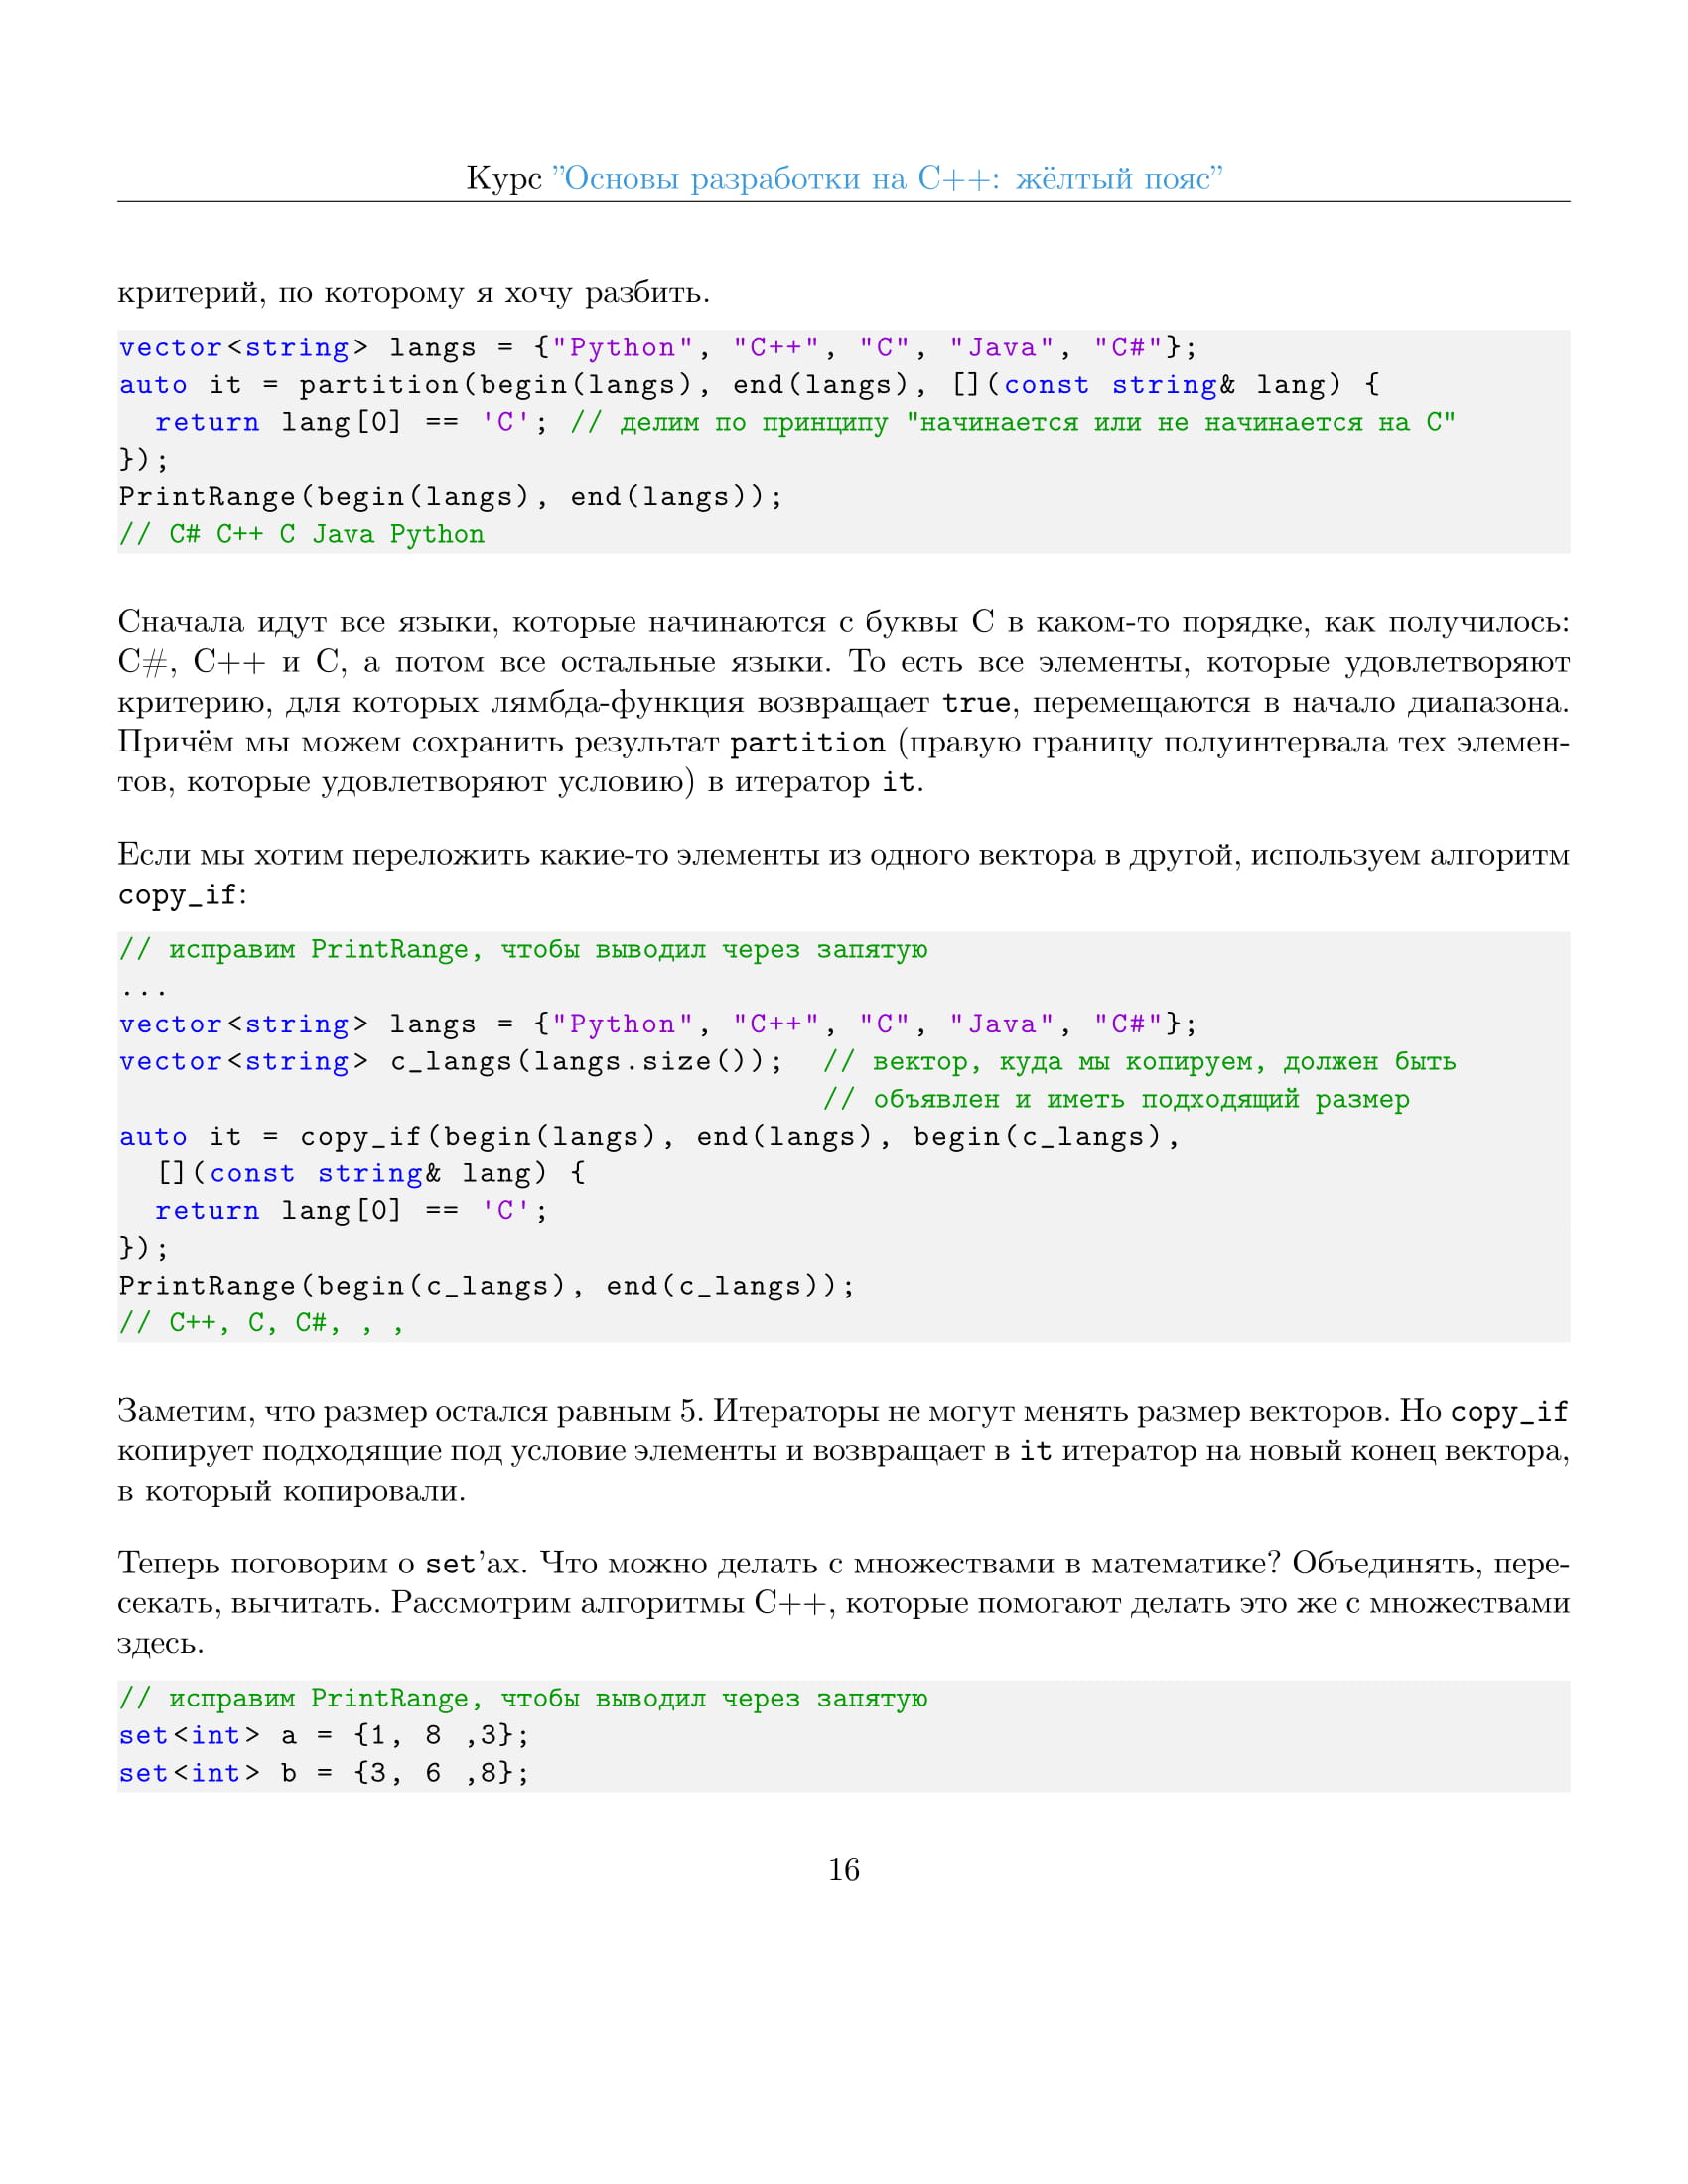 Курс ”Основы разработки на C++: жёлтый пояс”
критерий, по которому я хочу разбить.
vector<string> langs = {"Python", "C++", "C", "Java", "C#"};
auto it = partition(begin(langs), end(langs), [](const string& lang) {
  return lang[0] == 'C'; // делим по принципу "начинается или не начинается на C"
});
PrintRange(begin(langs), end(langs));
// C# C++ C Java Python
Сначала идут все языки, которые начинаются с буквы C в каком-то порядке, как получилось:
C#, C++ и C, а потом все остальные языки. То есть все элементы, которые удовлетворяют
критерию, для которых лямбда-функция возвращает true, перемещаются в начало диапазона.
Причём мы можем сохранить результат partition (правую границу полуинтервала тех элемен-
тов, которые удовлетворяют условию) в итератор it.
Если мы хотим переложить какие-то элементы из одного вектора в другой, используем алгоритм
copy_if:
// исправим PrintRange, чтобы выводил через запятую
...
vector<string> langs = {"Python", "C++", "C", "Java", "C#"};
vector<string> c_langs(langs.size());  // вектор, куда мы копируем, должен быть
                                       // объявлен и иметь подходящий размер
auto it = copy_if(begin(langs), end(langs), begin(c_langs),
  [](const string& lang) {
  return lang[0] == 'C';
});
PrintRange(begin(c_langs), end(c_langs));
// C++, C, C#, , ,
Заметим, что размер остался равным 5. Итераторы не могут менять размер векторов. Но copy_if
копирует подходящие под условие элементы и возвращает в it итератор на новый конец вектора,
в который копировали.
Теперь поговорим о set’ах. Что можно делать с множествами в математике? Объединять, пере-
секать, вычитать. Рассмотрим алгоритмы C++, которые помогают делать это же с множествами
здесь.
// исправим PrintRange, чтобы выводил через запятую
set<int> a = {1, 8 ,3};
set<int> b = {3, 6 ,8};
16